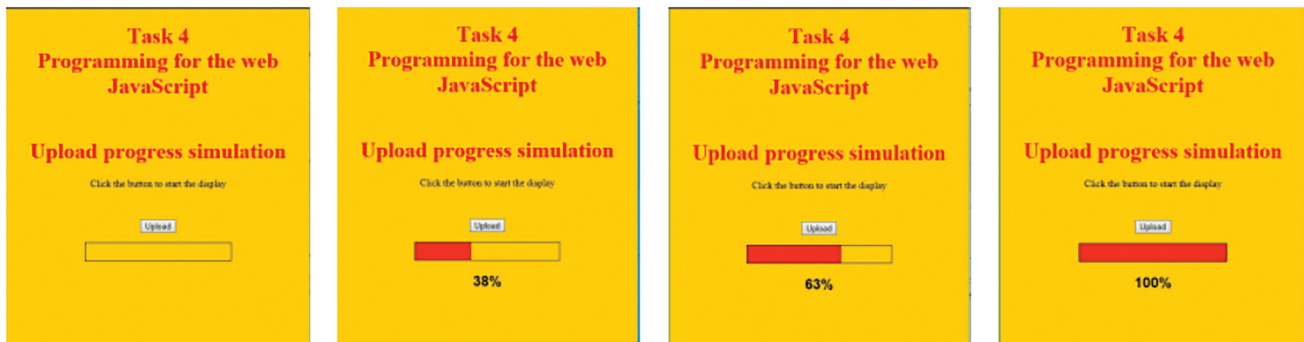 Task 4
Programming for the web
JavaScript
Upload progress simulation
Click the button to start the display
Upload
Task 4
Programming for the web
JavaScript
Upload progress simulation
Click the button to start the display
Upload
38%
Task 4
Programming for the web
JavaScript
Upload progress simulation
Click the button to start the display
Upload
63%
Task 4
Programming for the web
JavaScript
Upload progress simulation
Click the button to start the display
Upload
100%